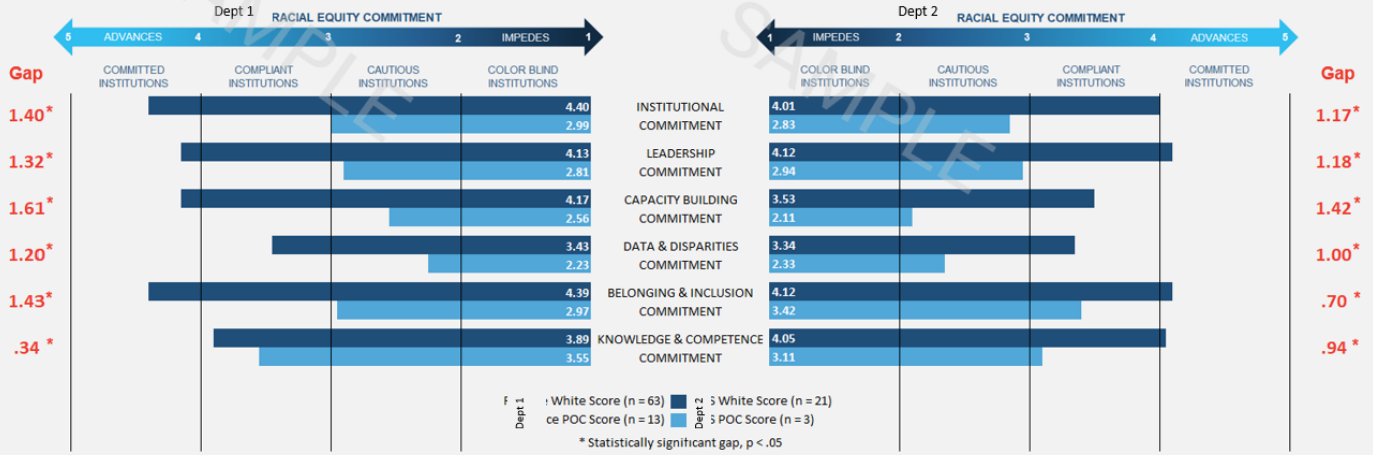 Dept 1
RACIAL EQUITY COMMITMENT
5 ADVANCES 4 3 2 IMPEDES 1
Gap
COMMITTED INSTITUTIONS
COMPLIANT INSTITUTIONS
CAUTIOUS INSTITUTIONS
COLOR BLIND INSTITUTIONS
Dept 2
RACIAL EQUITY COMMITMENT
1 IMPEDES 2 3 4 ADVANCES 5
COLOR BLIND INSTITUTIONS
CAUTIOUS INSTITUTIONS
COMPLIANT INSTITUTIONS
COMMITTED INSTITUTIONS
Gap
1.40* 4.40 INSTITUTIONAL 4.01 1.17*
2.99 COMMITMENT 2.83
1.32* 4.13 LEADERSHIP 4.12 1.18*
2.81 COMMITMENT 2.94
1.61* 4.17 CAPACITY BUILDING 3.53 1.42*
2.56 COMMITMENT 2.11
1.20* 3.43 DATA & DISPARITIES 3.34 1.00*
2.23 COMMITMENT 2.33
1.43* 4.39 BELONGING & INCLUSION 4.12 .70 *
2.97 COMMITMENT 3.42
.34 * 3.89 KNOWLEDGE & COMPETENCE 4.05 .94 *
3.55 COMMITMENT 3.11
Dept 1
White Score (n = 63)
POC Score (n = 13)
Dept 2
White Score (n = 21)
POC Score (n = 3)
* Statistically significant gap, p < .05
SAMPLE
SAMPLE